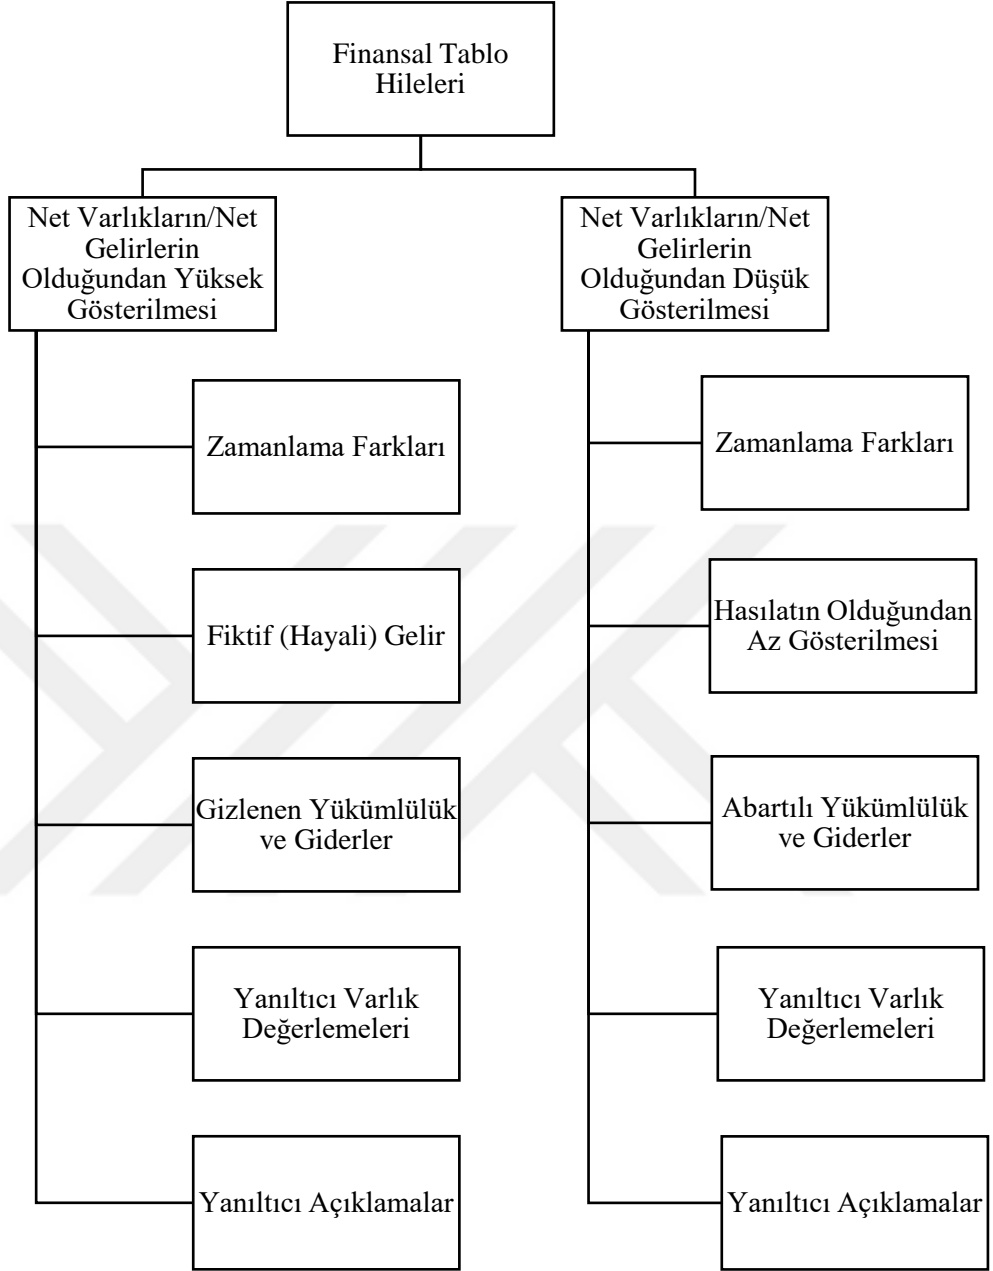 Finansal Tablo
Hileleri
Net Varlıkların/Net
Gelirlerin
Olduğundan Yüksek
Gösterilmesi
Zamanlama Farkları
Fiktif (Hayali) Gelir
Gizlenen Yükümlülük
ve Giderler
Yanıltıcı Varlık
Değerlemeleri
Yanıltıcı Açıklamalar
Net Varlıkların/Net
Gelirlerin
Olduğundan Düşük
Gösterilmesi
Zamanlama Farkları
Hasılatın Olduğundan
Az Gösterilmesi
Abartılı Yükümlülük
ve Giderler
Yanıltıcı Varlık
Değerlemeleri
Yanıltıcı Açıklamalar